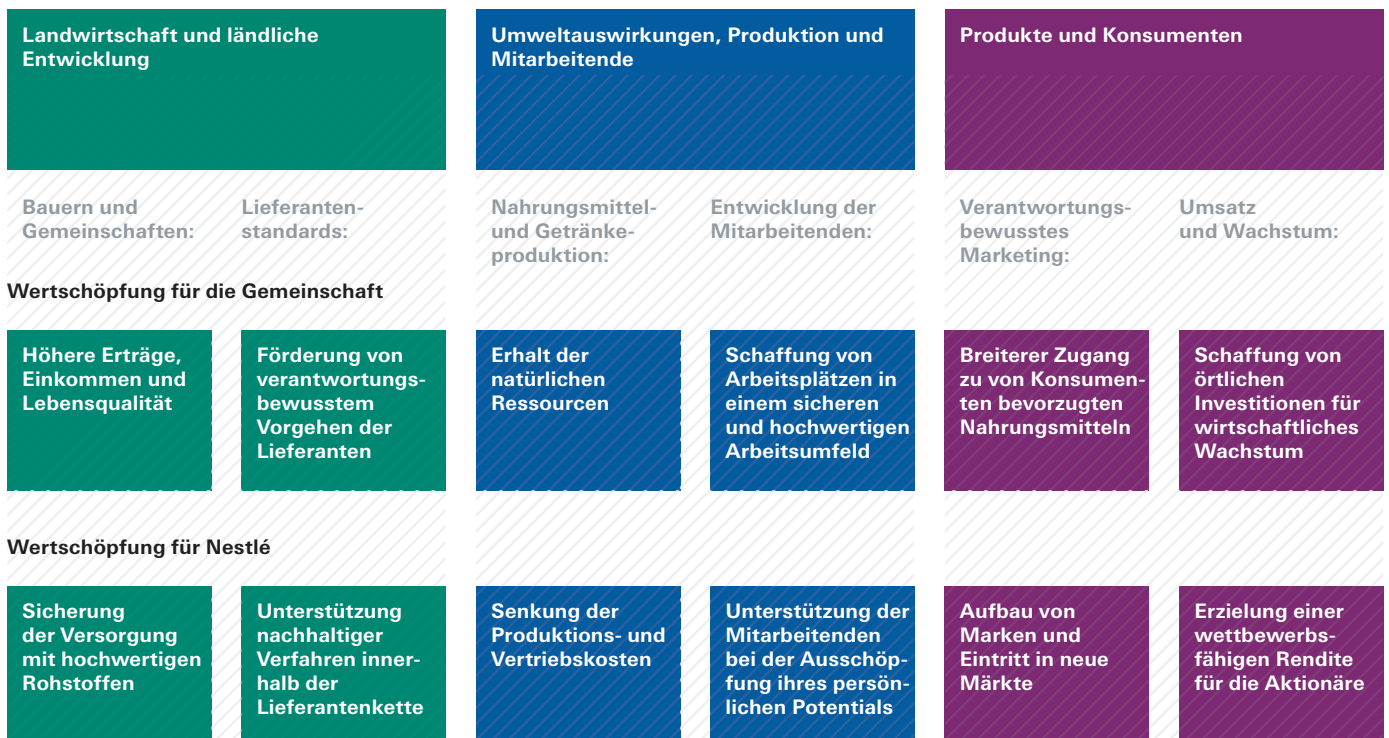 Landwirtschaft und ländliche
Entwicklung
Umweltauswirkungen, Produktion und
Mitarbeitende
Produkte und Konsumenten
Bauern und
Gemeinschaften:
Lieferanten-
standards:
Nahrungsmittel-
und Getränke-
produktion:
Entwicklung der
Mitarbeitenden:
Verantwortungs-
bewusstes
Marketing:
Umsatz
und Wachstum:
Wertschöpfung für die Gemeinschaft
Höhere Erträge,
Einkommen und
Lebensqualität
Förderung von
verantwortungs-
bewusstem
Vorgehen der
Lieferanten
Erhalt der
natürlichen
Ressourcen
Schaffung von
Arbeitsplätzen in
einem sicheren
und hochwertigen
Arbeitsumfeld
Breiterer Zugang
zu von Konsumen-
ten bevorzugten
Nahrungsmitteln
Schaffung von
örtlichen
Investitionen für
wirtschaftliches
Wachstum
Wertschöpfung für Nestlé
Sicherung
der Versorgung
mit hochwertigen
Rohstoffen
Unterstützung
nachhaltiger
Verfahren inner-
halb der
Lieferantenkette
Senkung der
Produktions- und
Vertriebskosten
Unterstützung der
Mitarbeitenden
bei der Ausschöp-
fung ihres persön-
lichen Potentials
Aufbau von
Marken und
Eintritt in neue
Märkte
Erzielung einer
wettbewerbs-
fähigen Rendite
für die Aktionäre